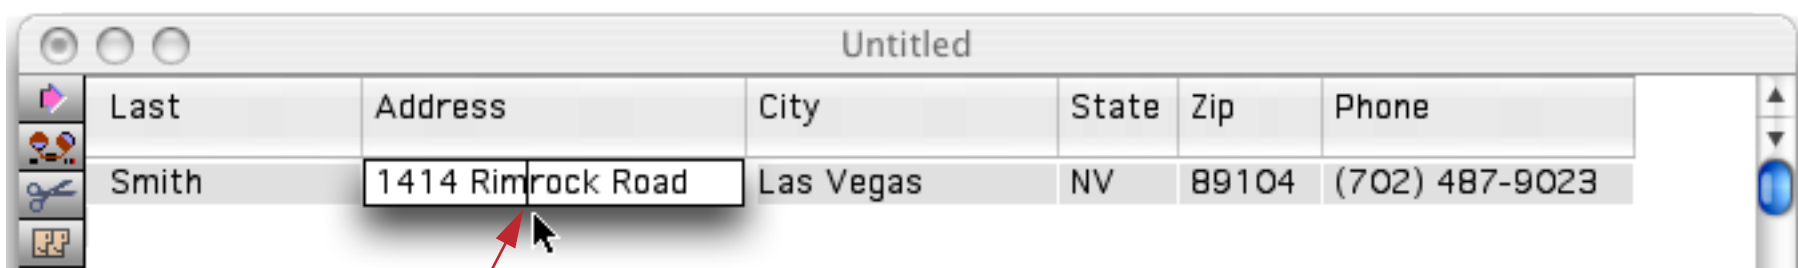 Untitled
Last Address City State Zip Phone
Smith 1414 Rimrock Road Las Vegas NV 89104 (702) 487-9023